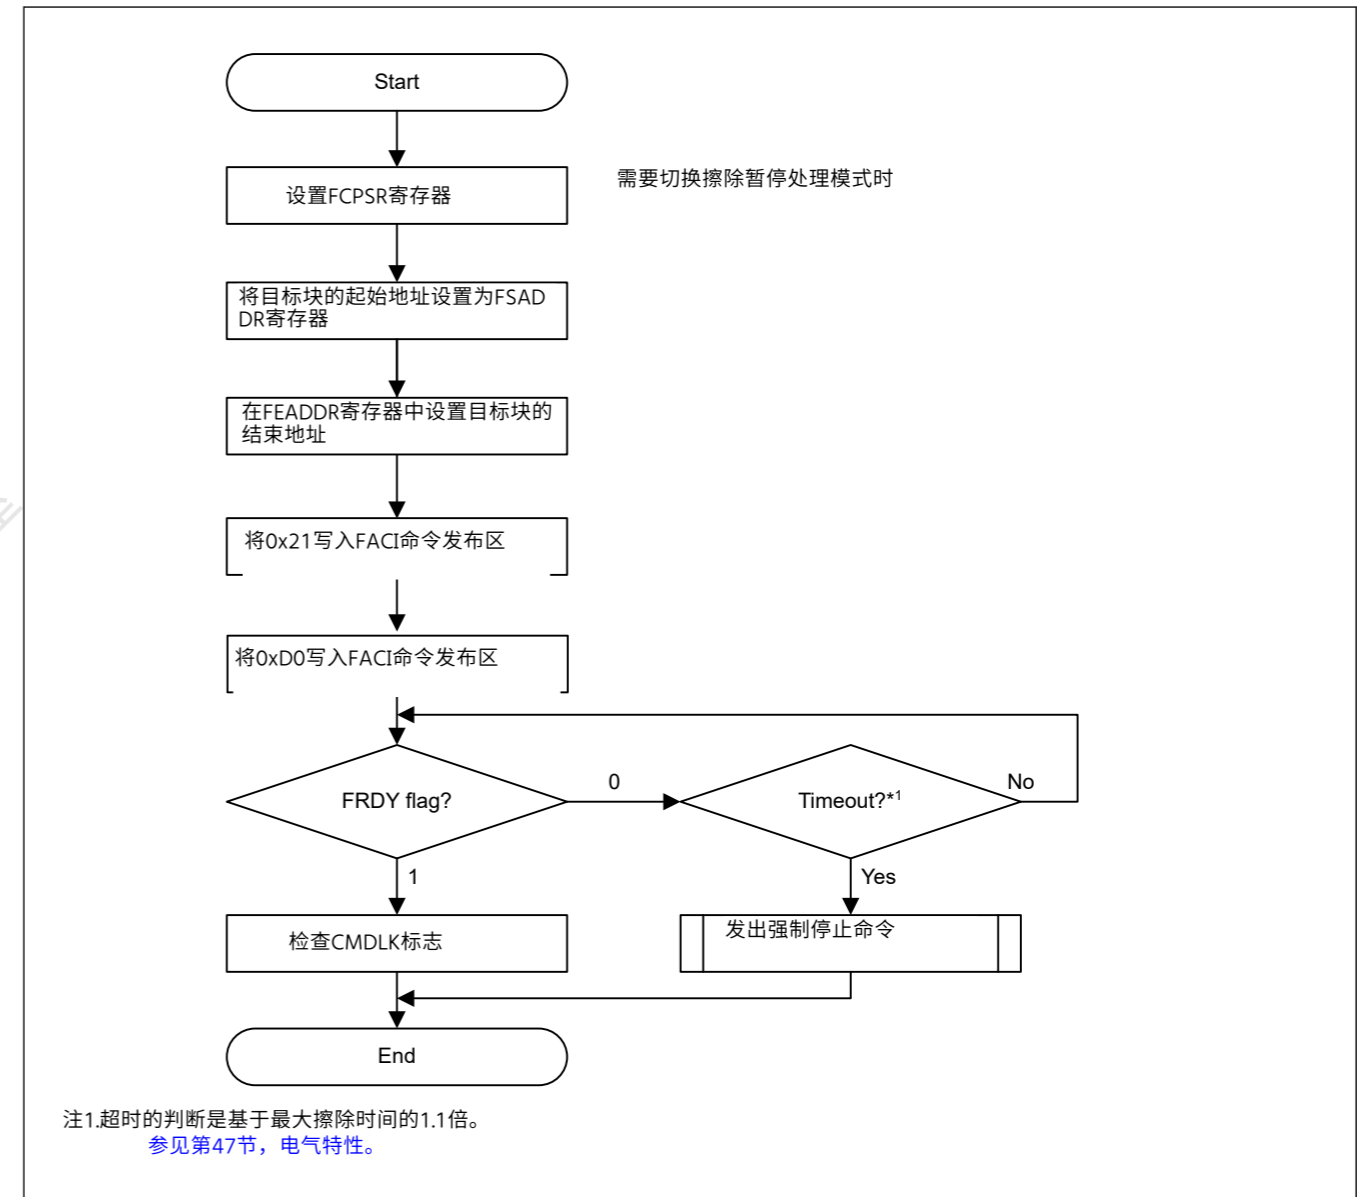 Start
设置FCPSR寄存器
需要切换擦除暂停处理模式时
将目标块的起始地址设置为FSAD
DR寄存器
在FEADDR寄存器中设置目标块的
结束地址
将0x21写入FACI命令发布区
将0xD0写入FACI命令发布区
FRDY flag?
0
Timeout?*1
No
1
Yes
检查CMDLK标志
发出强制停止命令
End
注1.超时的判断是基于最大擦除时间的1.1倍。
参见第47节，电气特性。